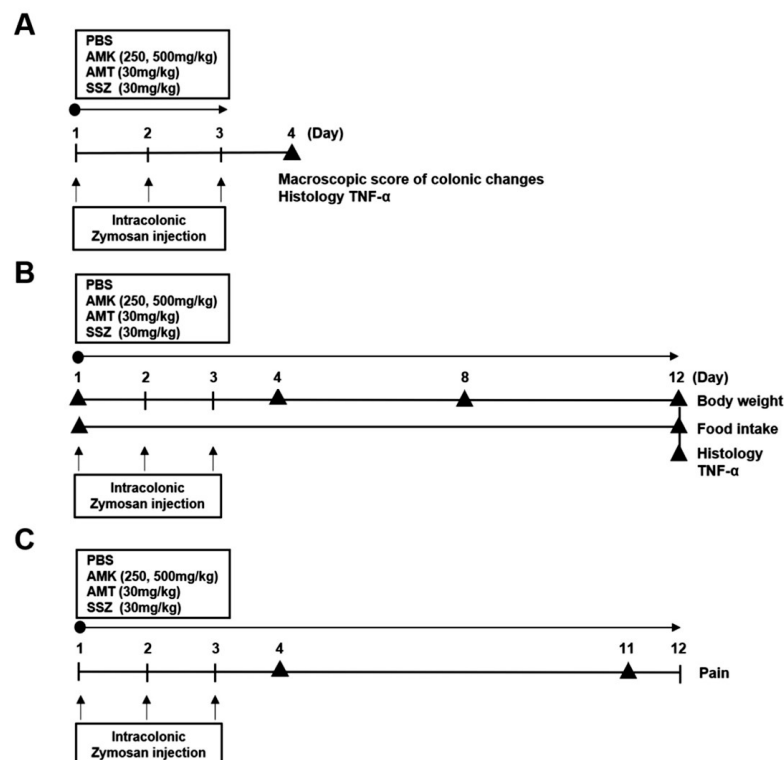 A
PBS
AMK (250, 500mg/kg)
AMT (30mg/kg)
SSZ (30mg/kg)
1 2 3 4 (Day)
Macroscopic score of colonic changes
Histology TNF-α
Intracolonic
Zymosan injection
B
PBS
AMK (250, 500mg/kg)
AMT (30mg/kg)
SSZ (30mg/kg)
1 2 3 4 8 12 (Day)
Body weight
Food intake
Histology
TNF-α
Intracolonic
Zymosan injection
C
PBS
AMK (250, 500mg/kg)
AMT (30mg/kg)
SSZ (30mg/kg)
1 2 3 4 11 12
Pain
Intracolonic
Zymosan injection